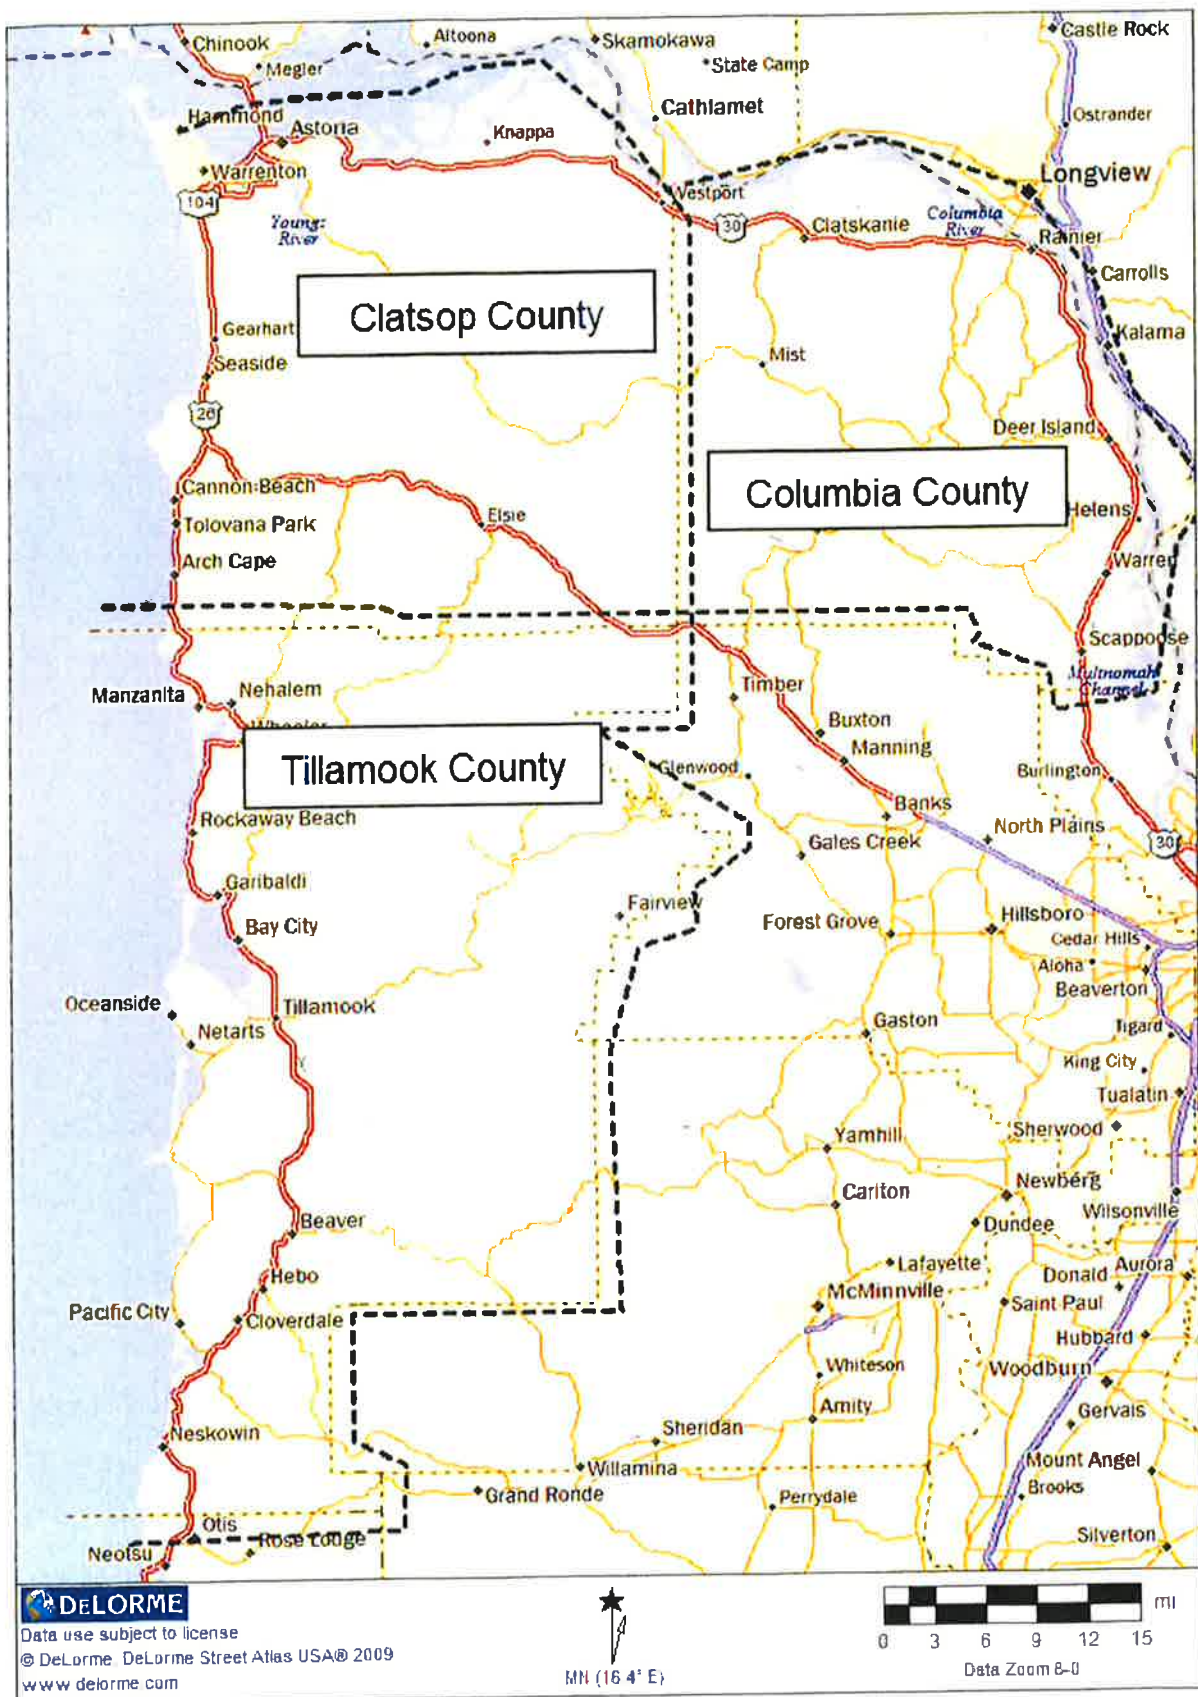 Chinook
Altoona
Skamokawa
Castle Rock
Megler
State Camp
Hammond
Cathlamet
Ostrander
Astoria
Knappa
Warrenton
Longview
104
Westport
Youngs
River
30
Clatskanie
Columbia
River
Rainier
Carrolls
Clatsop County
Gearhart
Kalama
Seaside
Mist
26
Deer Island
Cannon Beach
Columbia County
Tolovana Park
Elsie
Helens
Arch Cape
Warren
Scappoose
Multnomah
Channel
Manzanita
Nehalem
Timber
Wheeler
Buxton
Tillamook County
Manning
Glenwood
Burlington
Banks
Rockaway Beach
North Plains
Gales Creek
30
Garibaldi
Fairview
Bay City
Forest Grove
Hillsboro
Cedar Hills
Aloha
Beaverton
Oceanside
Tillamook
Netarts
Gaston
Tigard
King City
Tualatin
Yamhill
Sherwood
Carlton
Newberg
Wilsonville
Beaver
Dundee
Lafayette
Hebo
Donald
Aurora
Pacific City
Cloverdale
McMinnville
Saint Paul
Hubbard
Whiteson
Woodburn
Amity
Gervais
Neskowin
Sheridan
Willamina
Mount Angel
Grand Ronde
Perrydale
Brooks
Otis
Rose Lodge
Silverton
Neotsu
DELORME
Data use subject to license
© DeLorme. DeLorme Street Atlas USA® 2009
www.delorme.com
MN (16.4° E)
mi
0 3 6 9 12 15
Data Zoom 8-0